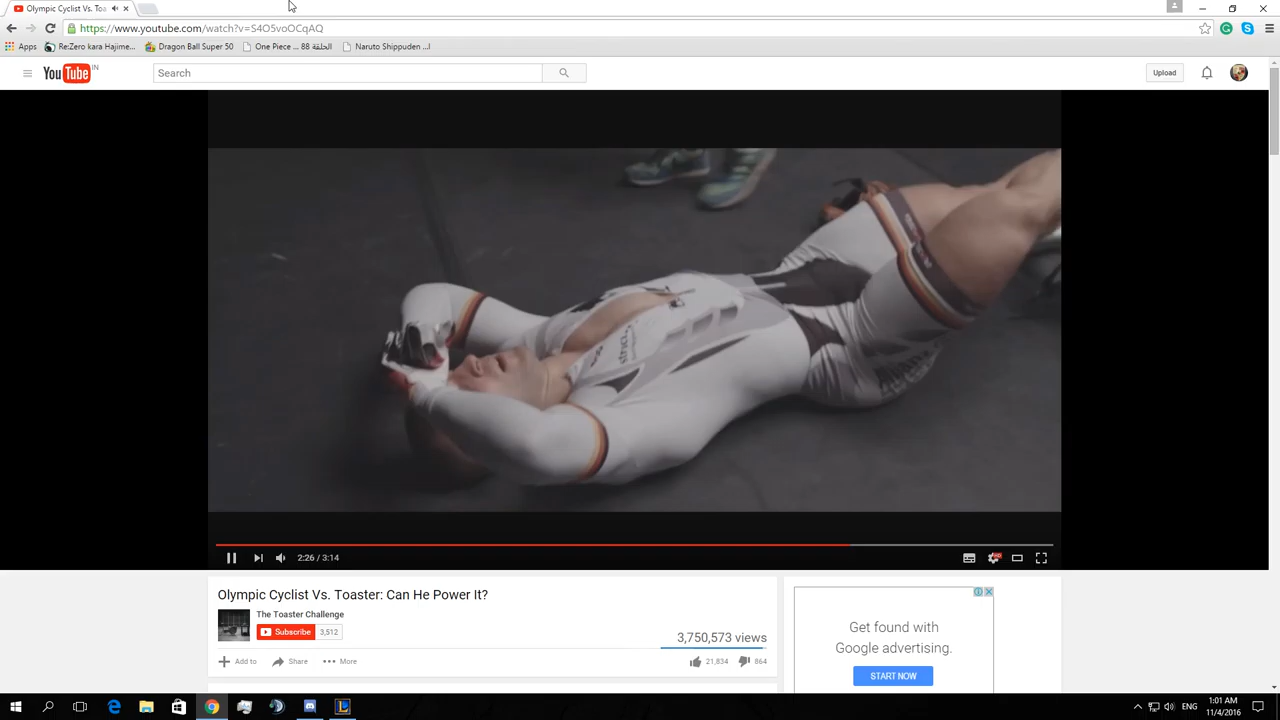 Olympic Cyclist Vs. Toa
https://www.youtube.com/watch?v=S4O5voOCqAQ
Apps Re:Zero kara Hajime... Dragon Ball Super 50 One Piece ... 88 الحلقة Naruto Shippuden ...l
YouTube IN
Search
Upload
2:26 / 3:14
HD
Olympic Cyclist Vs. Toaster: Can He Power It?
The Toaster Challenge
Subscribe 3,512
3,750,573 views
Add to Share More 21,834 864
Get found with
Google advertising.
START NOW
ENG
1:01 AM
11/4/2016